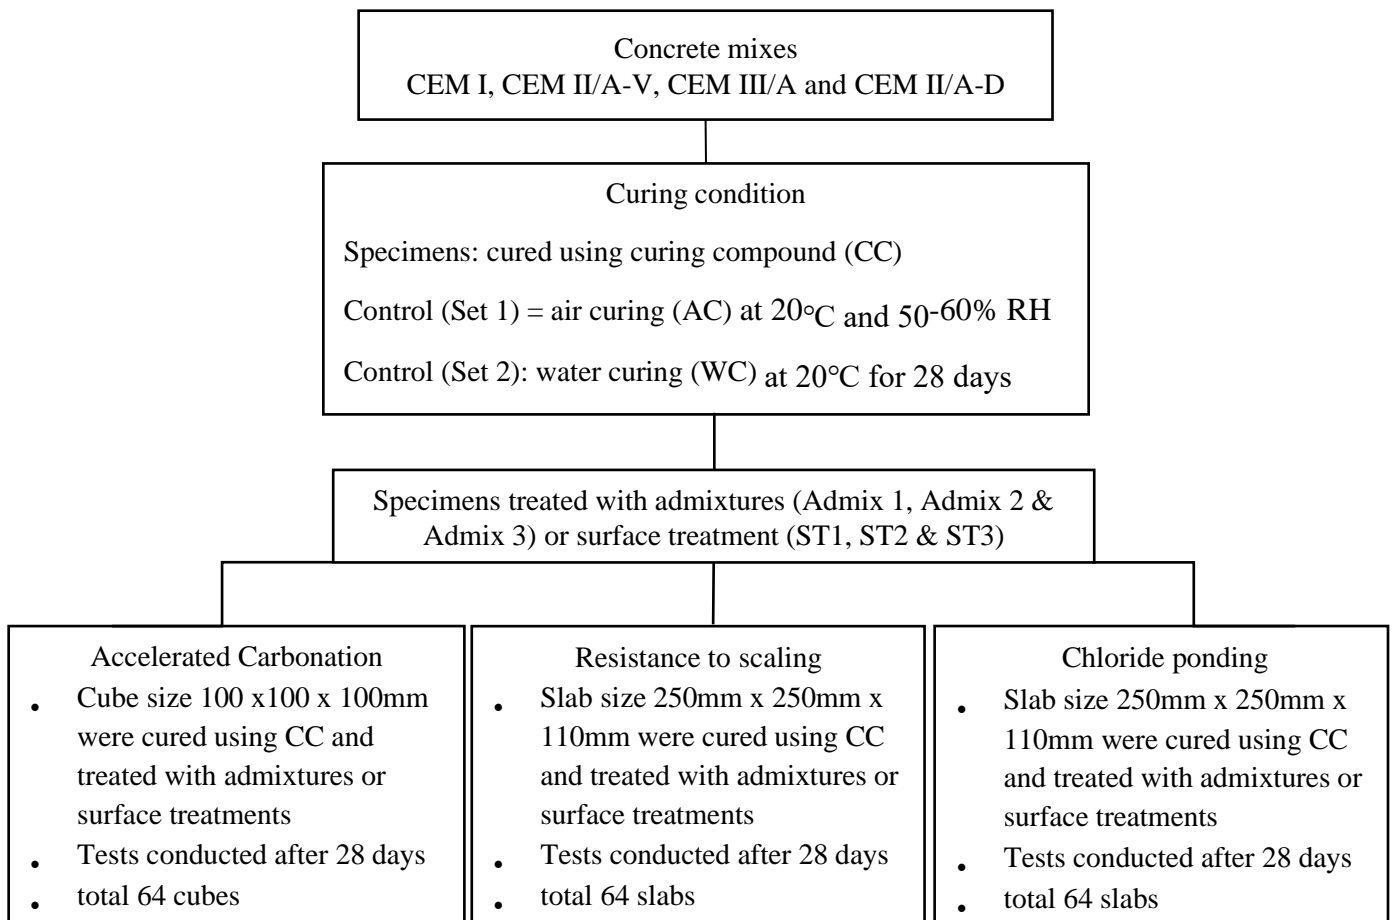 Concrete mixes
CEM I, CEM II/A-V, CEM III/A and CEM II/A-D
Curing condition
Specimens: cured using curing compound (CC)
Control (Set 1) = air curing (AC) at 20°C and 50-60% RH
Control (Set 2): water curing (WC) at 20°C for 28 days
Specimens treated with admixtures (Admix 1, Admix 2 &
Admix 3) or surface treatment (ST1, ST2 & ST3)
Accelerated Carbonation
• Cube size 100 x100 x 100mm
were cured using CC and
treated with admixtures or
surface treatments
• Tests conducted after 28 days
• total 64 cubes
Resistance to scaling
• Slab size 250mm x 250mm x
110mm were cured using CC
and treated with admixtures or
surface treatments
• Tests conducted after 28 days
• total 64 slabs
Chloride ponding
• Slab size 250mm x 250mm x
110mm were cured using CC
and treated with admixtures or
surface treatments
• Tests conducted after 28 days
• total 64 slabs